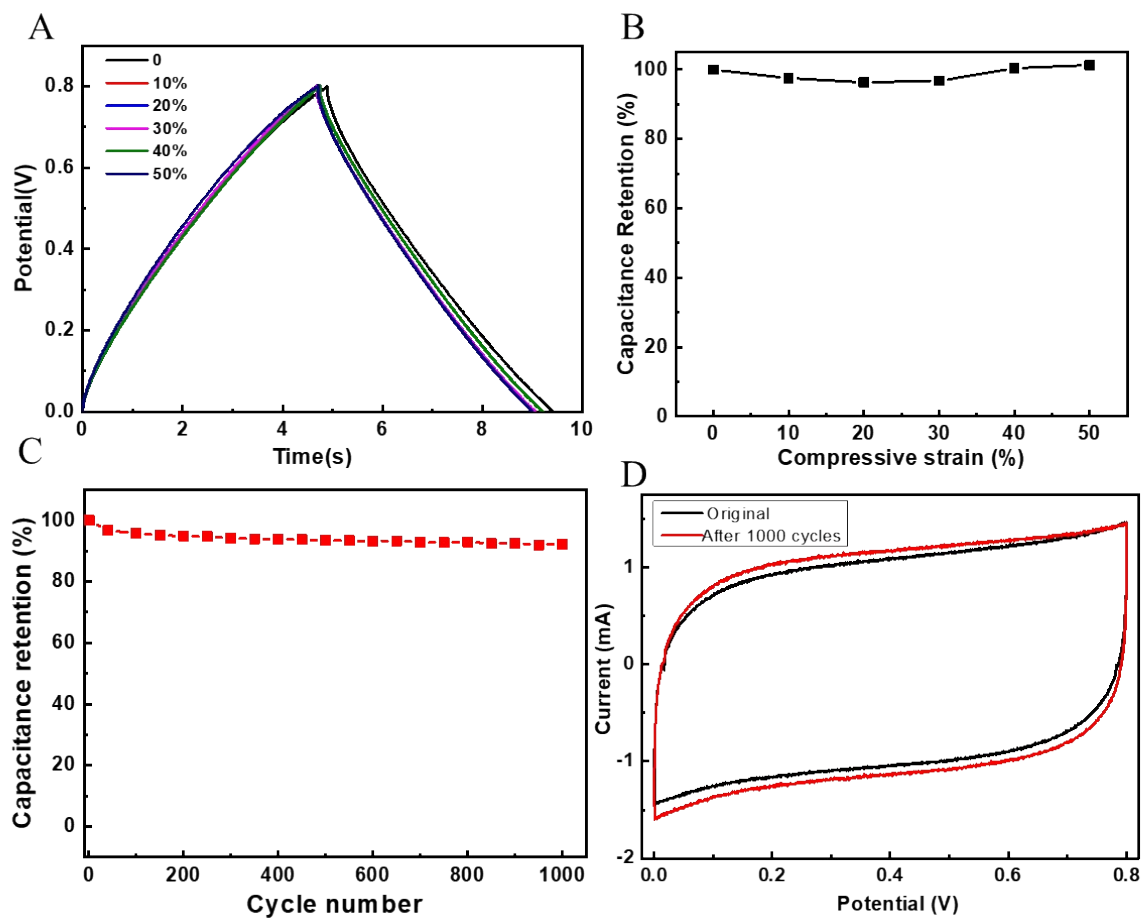 A
0
10%
20%
30%
40%
50%
0.8
0.6
0.4
0.2
0.0
Potential(V)
0 2 4 6 8 10
Time(s)
B
100
80
60
40
20
0
Capacitance Retention (%)
0 10 20 30 40 50
Compressive strain (%)
C
100
80
60
40
20
0
Capacitance retention (%)
0 200 400 600 800 1000
Cycle number
D
Original
After 1000 cycles
1
0
-1
-2
Current (mA)
0.0 0.2 0.4 0.6 0.8
Potential (V)